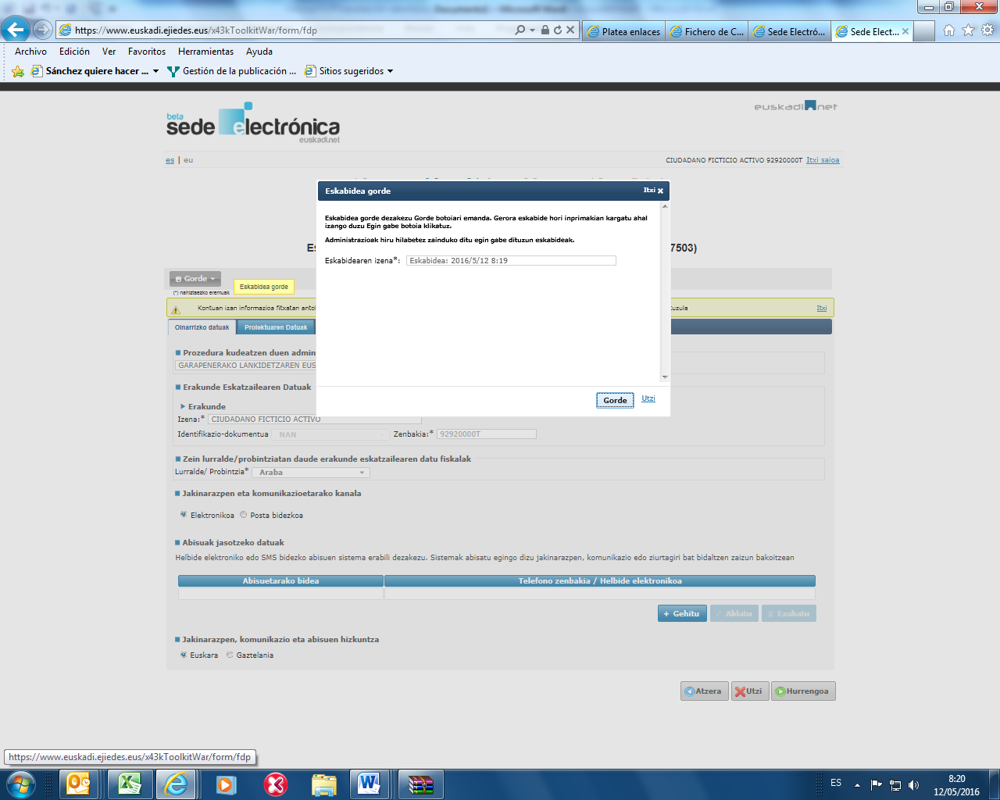 https://www.euskadi.ejiedes.eus/x43kToolkitWar/form/fdp
Platea enlaces
Fichero de C...
Sede Electró...
Sede Elect...
Archivo Edición Ver Favoritos Herramientas Ayuda
Sánchez quiere hacer ...
Gestión de la publicación ...
Sitios sugeridos
beta
sede electrónica
euskadi.net
euskadi.net
es | eu
CIUDADANO FICTICIO ACTIVO 92920000T Itxi saioa
Eskabidea gorde
Itxi
Eskabidea gorde dezakezu Gorde botoiari emanda. Gerora eskabide hori inprimakian kargatu ahal
izango duzu Egin gabe botoia klikatuz.
Administrazioak hiru hilabetez zainduko ditu egin gabe dituzun eskabideak.
7503)
Eskabidearen izena*: Eskabidea: 2016/5/12 8:19
Gorde
Eskabidea gorde
(*) nahitaezko eremuak
Kontuan izan informazioa fitxatan antol
zula
Itxi
Oinarrizko datuak
Proiektuaren Datuak
Prozedura kudeatzen duen admin
GARAPENERAKO LANKIDETZAREN EUS
Erakunde Eskatzailearen Datuak
Gorde
Utzi
Erakunde
Izena:* CIUDADANO FICTICIO ACTIVO
Identifikazio-dokumentua NAN Zenbakia:* 92920000T
Zein lurralde/probintziatan daude erakunde eskatzailearen datu fiskalak
Lurralde/ Probintzia* Araba
Jakinarazpen eta komunikazioetarako kanala
Elektronikoa Posta bidezkoa
Abisuak jasotzeko datuak
Helbide elektroniko edo SMS bidezko abisuen sistema erabili dezakezu. Sistemak abisatu egingo dizu jakinarazpen, komunikazio edo ziurtagiri bat bidaltzen zaizun bakoitzean
Abisuetarako bidea
Telefono zenbakia / Helbide elektronikoa
Gehitu
Aldatu
Ezabatu
Jakinarazpen, komunikazio eta abisuen hizkuntza
Euskara Gaztelania
Atzera
Utzi
Hurrengoa
https://www.euskadi.ejiedes.eus/x43kToolkitWar/form/fdp
ES
8:20
12/05/2016